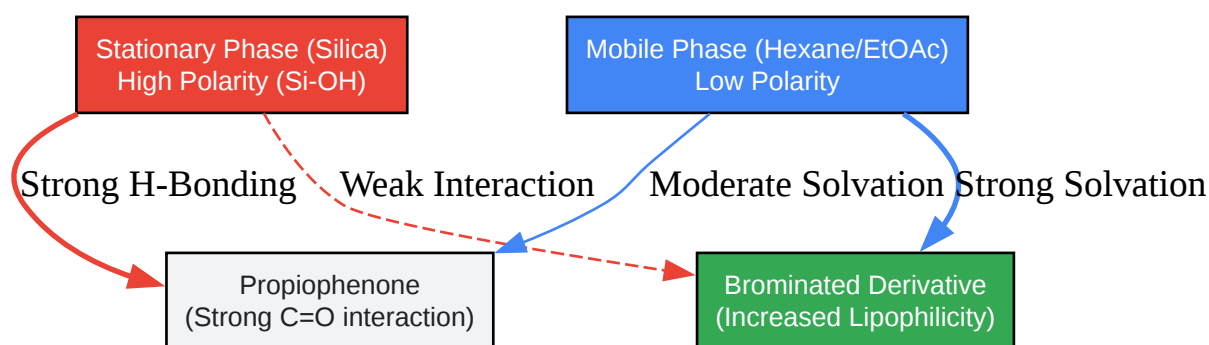 Stationary Phase (Silica)
High Polarity (Si-OH)
Mobile Phase (Hexane/EtOAc)
Low Polarity
Strong H-Bonding
Weak Interaction
Moderate Solvation
Strong Solvation
Propiophenone
(Strong C=O interaction)
Brominated Derivative
(Increased Lipophilicity)